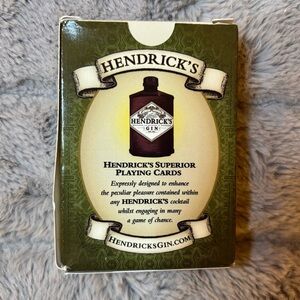 HENDRICK'S
HENDRICK'S
GIN
HENDRICK'S SUPERIOR
PLAYING CARDS
Expressly designed to enhance
the peculiar pleasure contained within
any HENDRICK'S cocktail
whilst engaging in many
a game of chance.
HENDRICKSGIN.COM